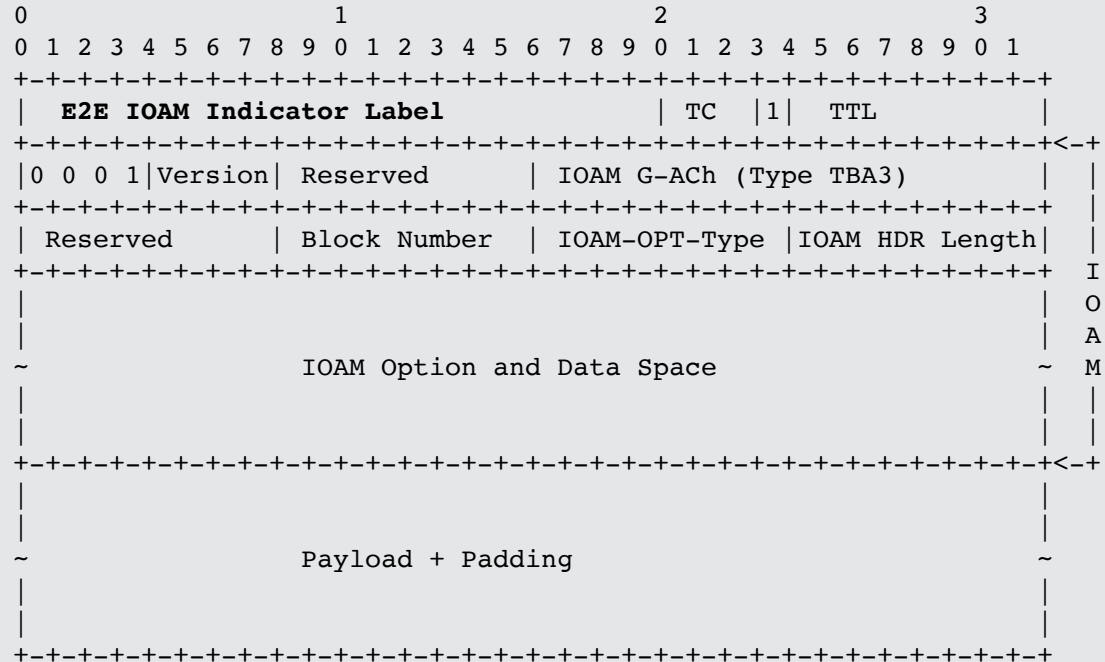 0                   1                   2                   3
0 1 2 3 4 5 6 7 8 9 0 1 2 3 4 5 6 7 8 9 0 1 2 3 4 5 6 7 8 9 0 1
+-+-+-+-+-+-+-+-+-+-+-+-+-+-+-+-+-+-+-+-+-+-+-+-+-+-+-+-+-+-+-+-+
|  E2E IOAM Indicator Label             | TC  |1|  TTL          |
+-+-+-+-+-+-+-+-+-+-+-+-+-+-+-+-+-+-+-+-+-+-+-+-+-+-+-+-+-+-+-+-+<-+
|0 0 0 1|Version| Reserved      | IOAM G-ACh (Type TBA3)        |  |
+-+-+-+-+-+-+-+-+-+-+-+-+-+-+-+-+-+-+-+-+-+-+-+-+-+-+-+-+-+-+-+-+  |
| Reserved      | Block Number  | IOAM-OPT-Type |IOAM HDR Length|  |
+-+-+-+-+-+-+-+-+-+-+-+-+-+-+-+-+-+-+-+-+-+-+-+-+-+-+-+-+-+-+-+-+  I
|                                                               |  O
|                                                               |  A
~                 IOAM Option and Data Space                    ~  M
|                                                               |  |
|                                                               |  |
+-+-+-+-+-+-+-+-+-+-+-+-+-+-+-+-+-+-+-+-+-+-+-+-+-+-+-+-+-+-+-+-+<-+
|                                                               |
|                                                               |
~                 Payload + Padding                             ~
|                                                               |
|                                                               |
+-+-+-+-+-+-+-+-+-+-+-+-+-+-+-+-+-+-+-+-+-+-+-+-+-+-+-+-+-+-+-+-+